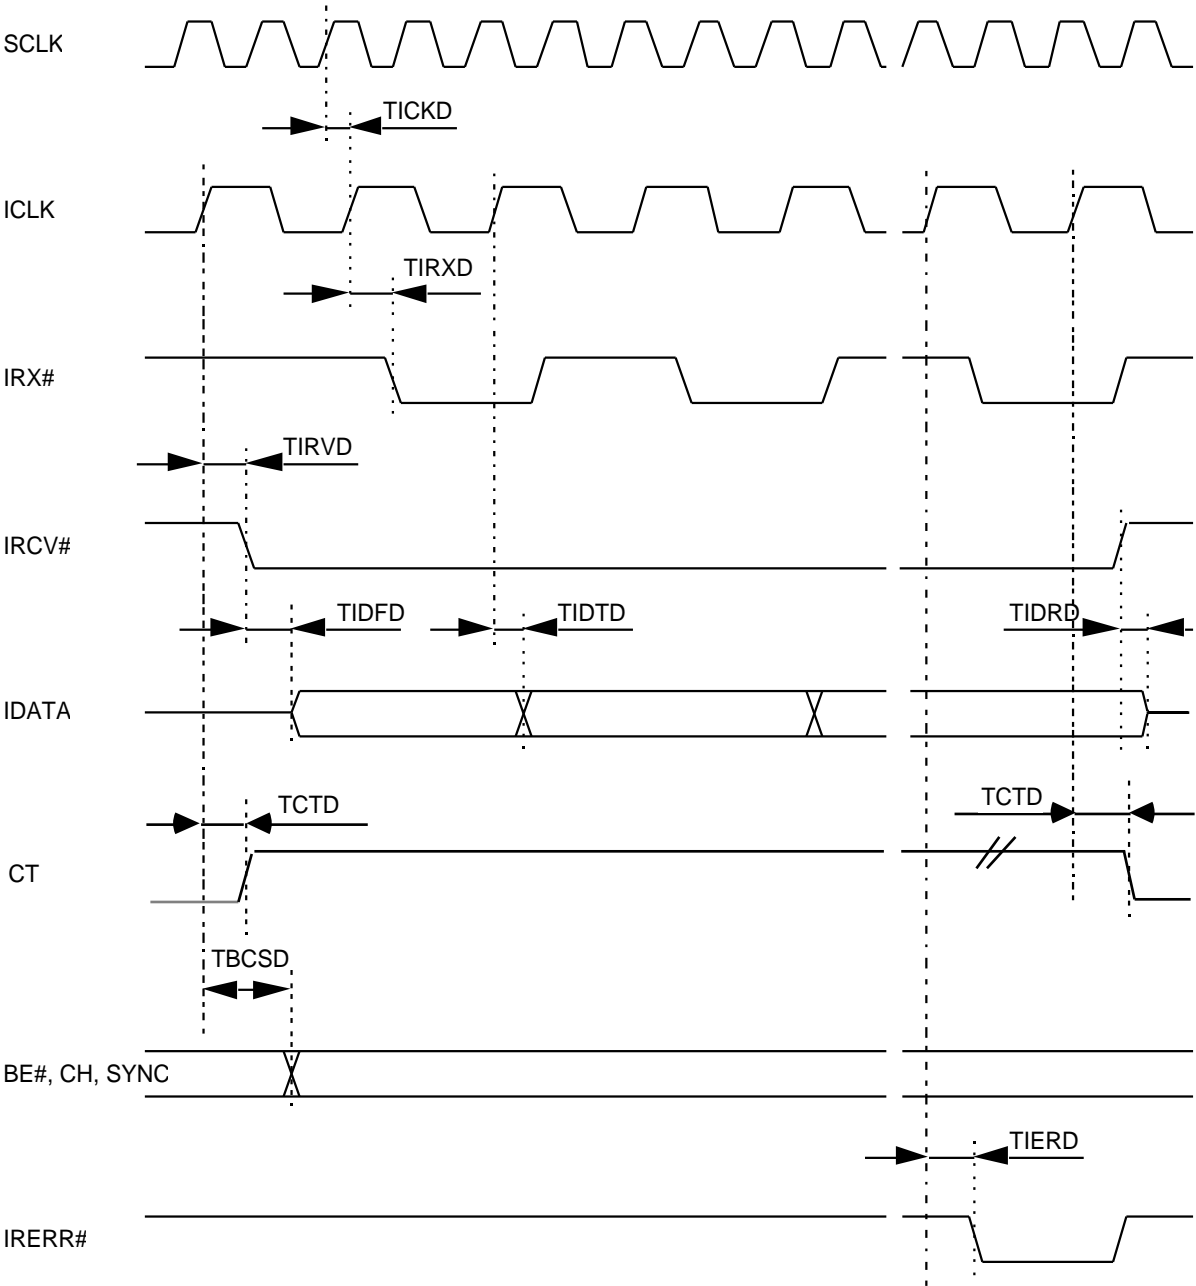 SCLK
TICKD
ICLK
TIRXD
IRX#
TIRVD
IRCV#
TIDFD TIDTD TIDRD
IDATA
TCTD TCTD
CT
TBCSD
BE#, CH, SYNC
TIERD
IRERR#